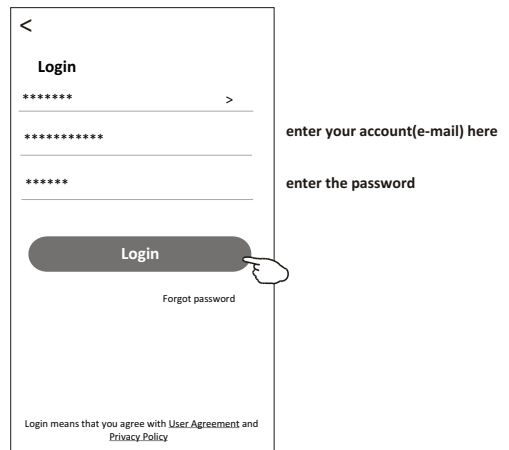 <
Login
******* >
***********
enter your account(e-mail) here
******
enter the password
Login
Forgot password
Login means that you agree with User Agreement and
Privacy Policy